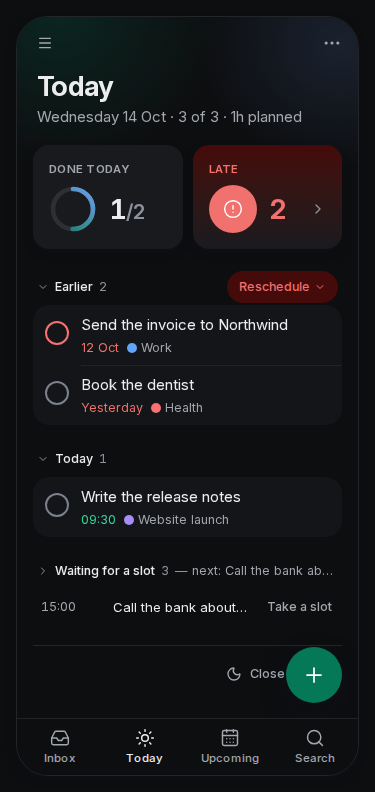 Today
Wednesday 14 Oct · 3 of 3 · 1h planned
DONE TODAY
1/2
LATE
2
Earlier 2
Reschedule
Send the invoice to Northwind
12 Oct Work
Book the dentist
Yesterday Health
Today 1
Write the release notes
09:30 Website launch
Waiting for a slot 3 — next: Call the bank ab…
15:00 Call the bank about… Take a slot
Close
Inbox
Today
Upcoming
Search